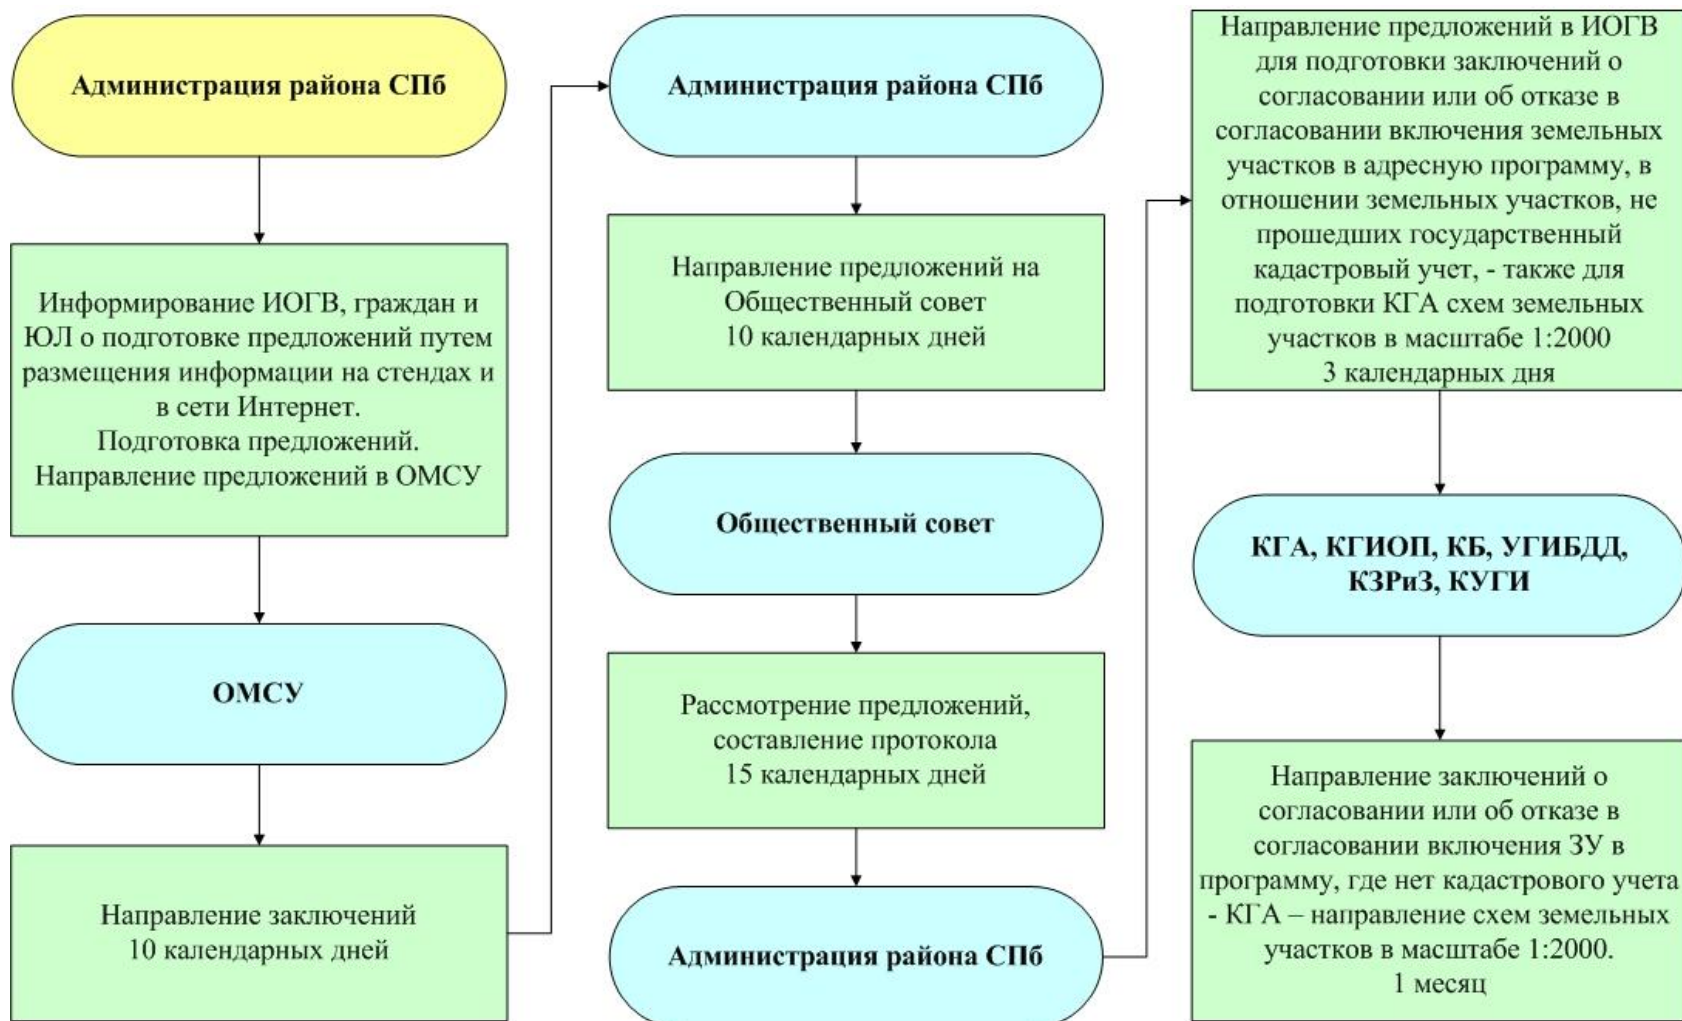 Администрация района СПб
Информирование ИОГВ, граждан и
ЮЛ о подготовке предложений путем
размещения информации на стендах и
в сети Интернет.
Подготовка предложений.
Направление предложений в ОМСУ
ОМСУ
Направление заключений
10 календарных дней
Администрация района СПб
Направление предложений на
Общественный совет
10 календарных дней
Общественный совет
Рассмотрение предложений,
составление протокола
15 календарных дней
Администрация района СПб
Направление предложений в ИОГВ
для подготовки заключений о
согласовании или об отказе в
согласовании включения земельных
участков в адресную программу, в
отношении земельных участков, не
прошедших государственный
кадастровый учет, - также для
подготовки КГА схем земельных
участков в масштабе 1:2000
3 календарных дня
КГА, КГИОП, КБ, УГИБДД,
КЗРиЗ, КУГИ
Направление заключений о
согласовании или об отказе в
согласовании включения ЗУ в
программу, где нет кадастрового учета
- КГА – направление схем земельных
участков в масштабе 1:2000.
1 месяц